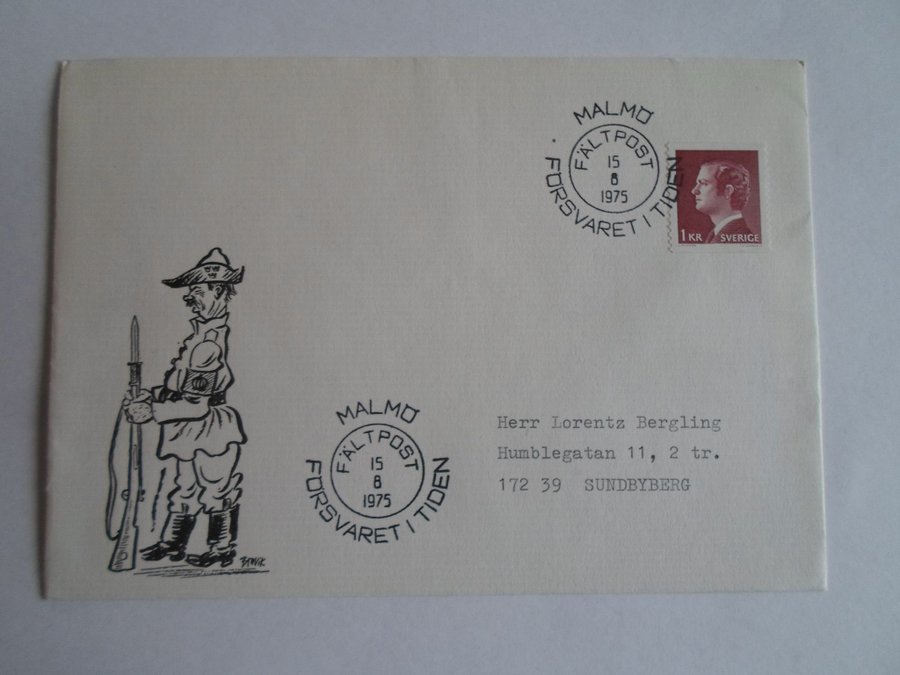 MALMÖ
FÄLTPOST
15
8
1975
FÖRSVARET I TIDEN
1 KR SVERIGE
MALMÖ
FÄLTPOST
15
8
1975
FÖRSVARET I TIDEN
Herr Lorentz Bergling
Humblegatan 11, 2 tr.
172 39 SUNDBYBERG